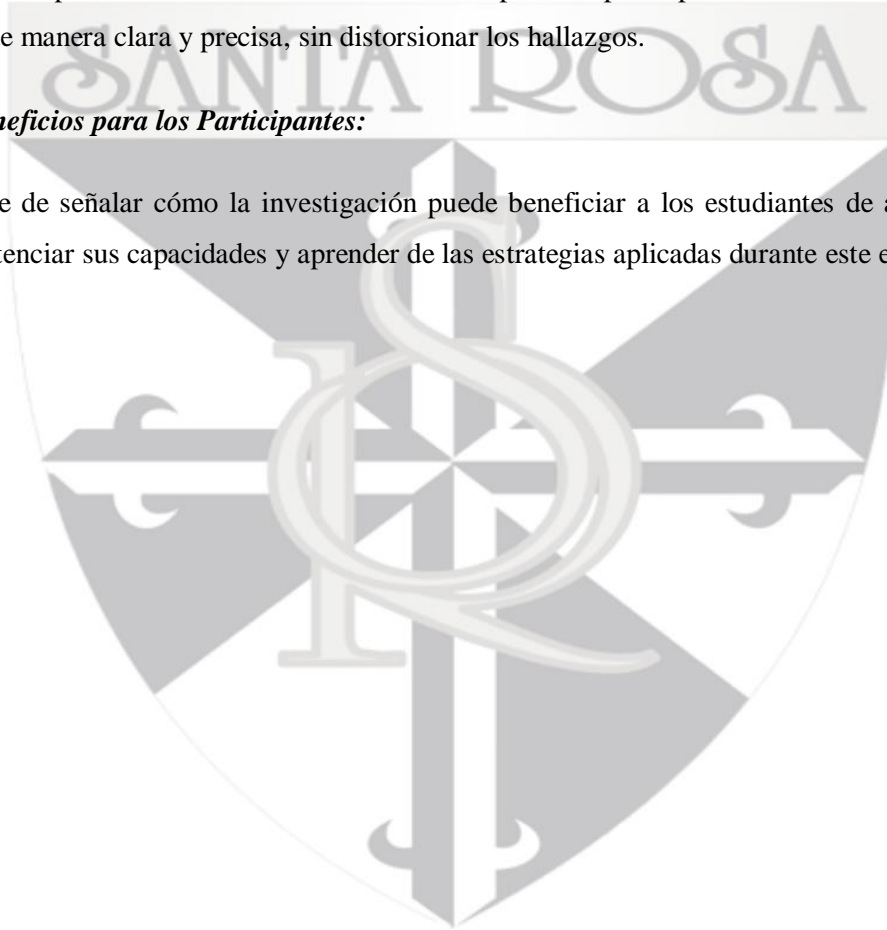 SANTA ROSA
e manera clara y precisa, sin distorsionar los hallazgos.
neficios para los Participantes:
e de señalar cómo la investigación puede beneficiar a los estudiantes de a
tenciar sus capacidades y aprender de las estrategias aplicadas durante este e
SR